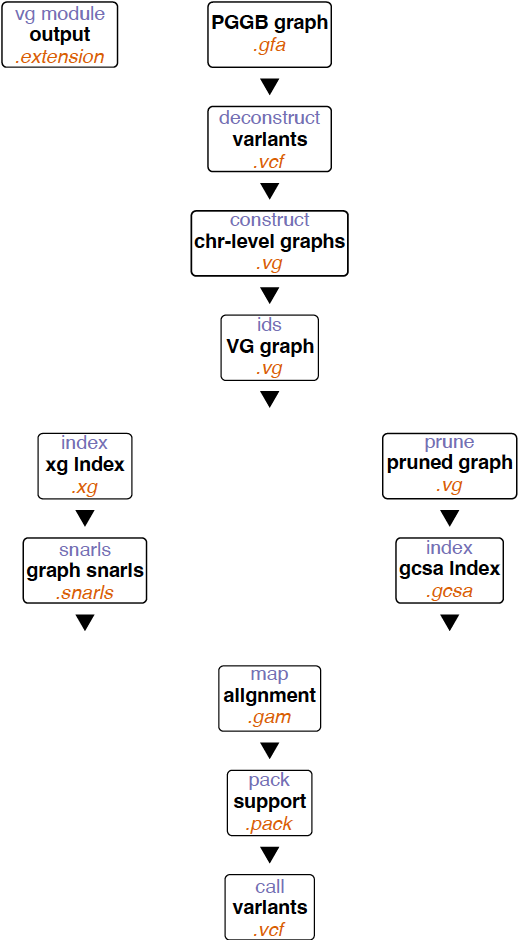 vg module
output
.extension
PGGB graph
.gfa
deconstruct
variants
.vcf
construct
chr-level graphs
.vg
ids
VG graph
.vg
index
xg Index
.xg
prune
pruned graph
.vg
snarls
graph snarls
.snarls
index
gcsa Index
.gcsa
map
alignment
.gam
pack
support
.pack
call
variants
.vcf